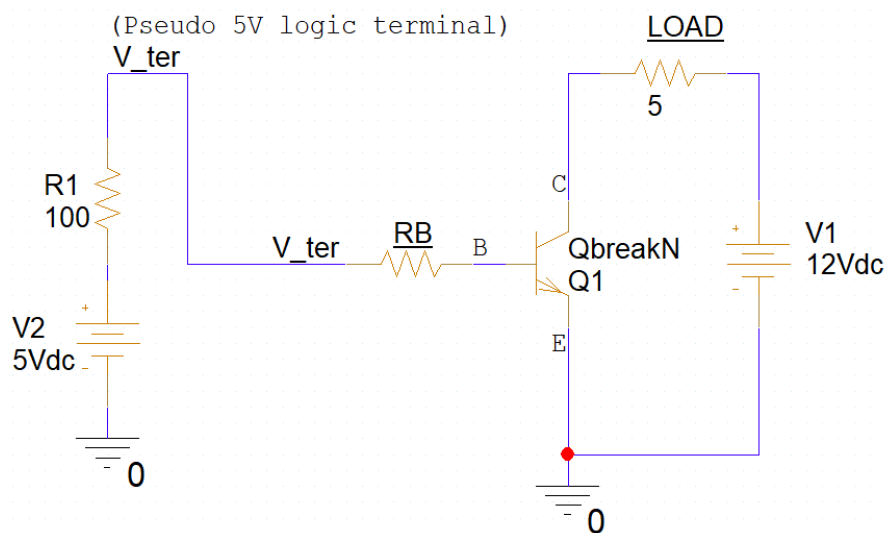 (Pseudo 5V logic terminal)
LOAD
V_ter
5
R1
100
C
V_ter
RB
B
QbreakN
Q1
V1
12Vdc
+
-
V2
5Vdc
+
-
E
0
0